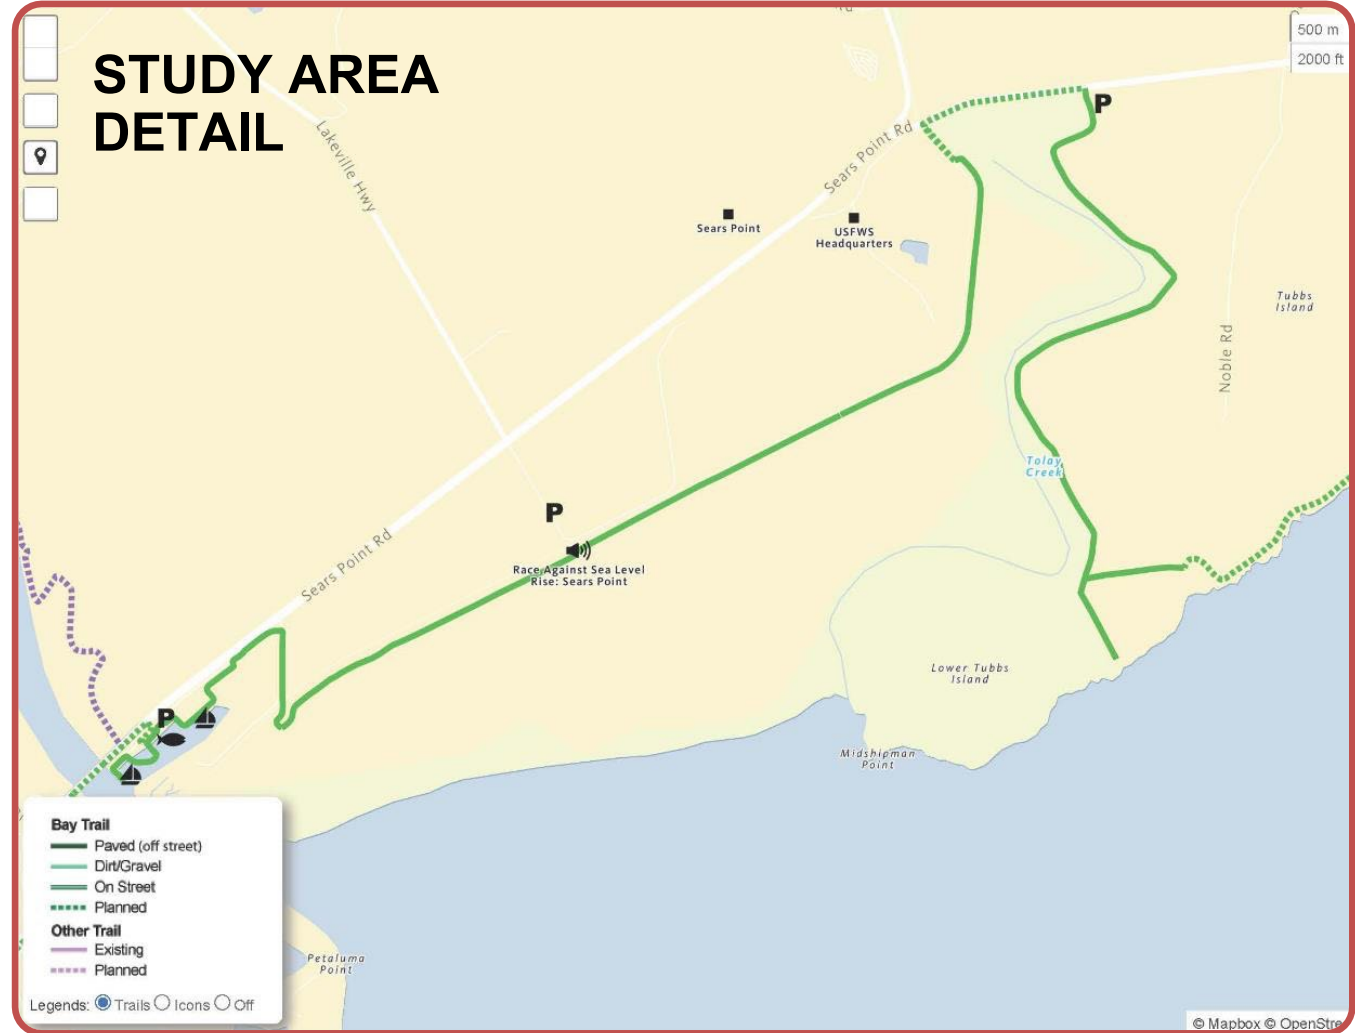 STUDY AREA
DETAIL
500 m
2000 ft
Lakeville Hwy
Sears Point Rd
P
Sears Point
USFWS
Headquarters
Tubbs
Island
Noble Rd
Tolay
Creek
P
Race Against Sea Level
Rise: Sears Point
Sears Point Rd
Lower Tubbs
Island
P
Midshipman
Point
Bay Trail
Paved (off street)
Dirt/Gravel
On Street
Planned
Other Trail
Existing
Planned
Legends: Trails Icons Off
Petaluma
Point
© Mapbox © OpenStre